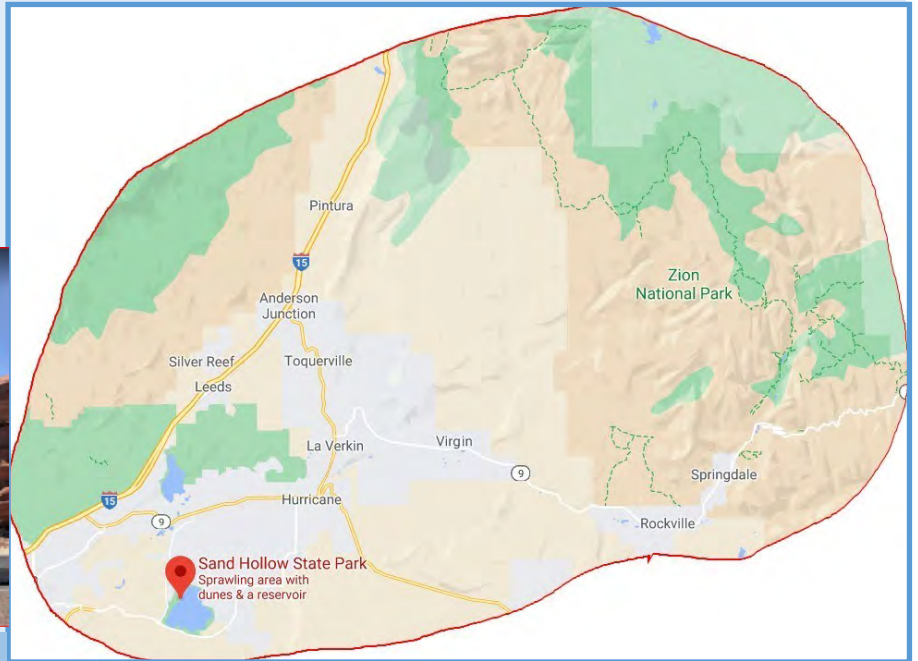 Pintura
15
Zion
National Park
Anderson
Junction
Silver Reef
Toquerville
Leeds
La Verkin
Virgin
9
Springdale
15
Hurricane
9
Rockville
Sand Hollow State Park
Sprawling area with
dunes & a reservoir